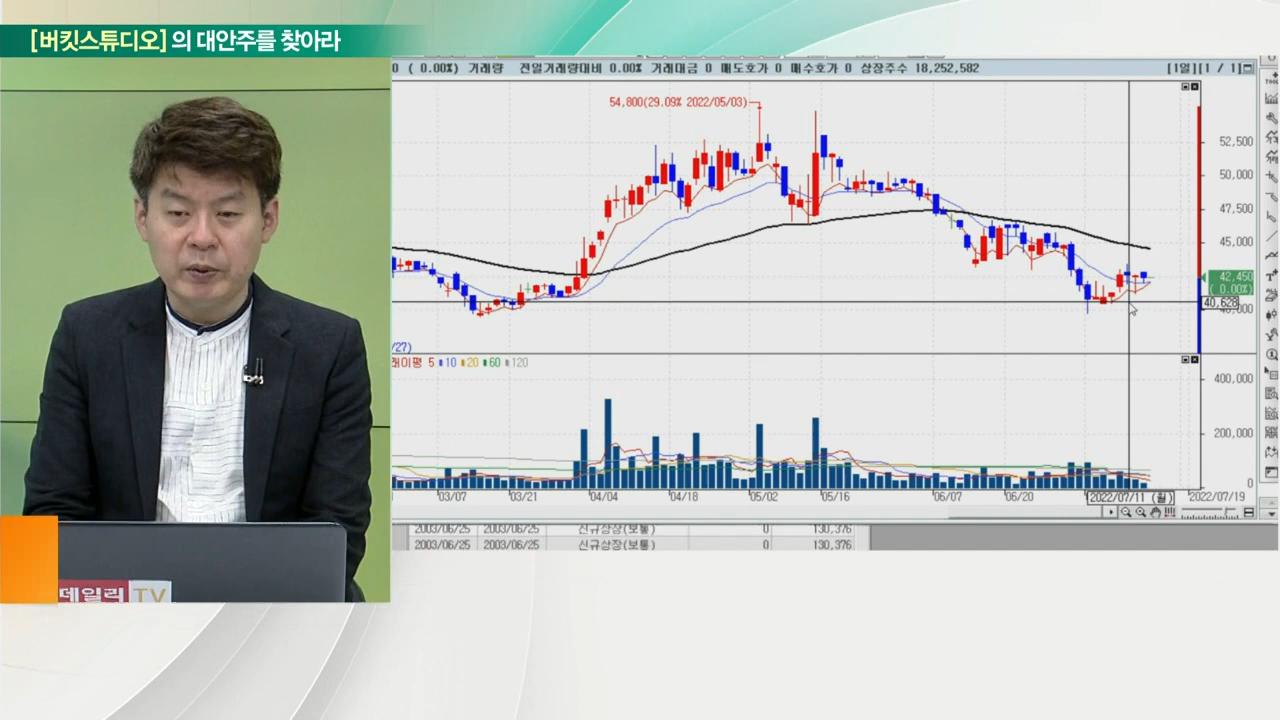 [버킷스튜디오]의 대안주를 찾아라
0 ( 0.00%) 거래량 전일거래량대비 0.00% 거래대금 0 매도호가 0 매수호가 0 상장주수 18,252,582
[1일][1 / 1]
54,800(29.09% 2022/05/03)
52,500
50,000
47,500
45,000
42,450
( 0.00%)
40,628
/27)
5 10 20 60 120
400,000
200,000
0
03/07 03/21 04/04 04/18 05/02 05/16 06/07 06/20 2022/07/11 (월) 2022/07/19
2003/06/25 2003/06/25 신규상장(보통) 0 130,376
2003/06/25 2003/06/25 신규상장(보통) 0 130,376
데일리TV